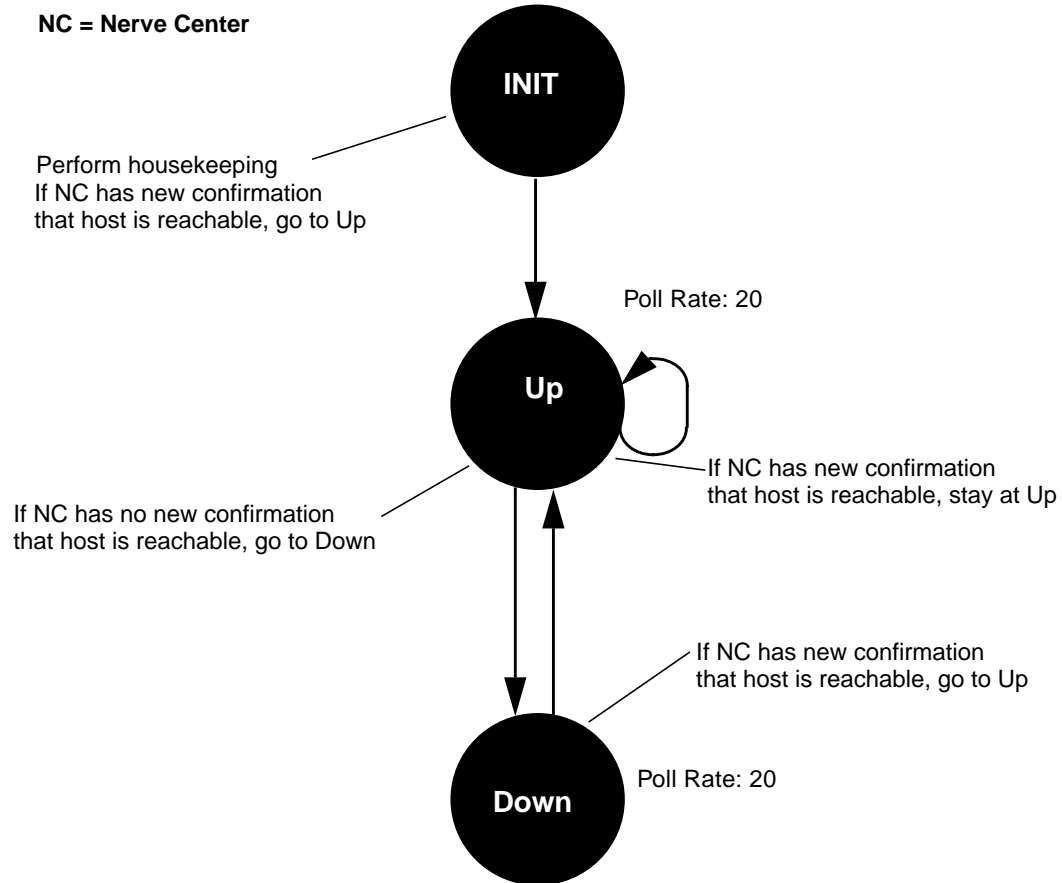 NC = Nerve Center
INIT
Perform housekeeping
If NC has new confirmation
that host is reachable, go to Up
Poll Rate: 20
Up
If NC has new confirmation
that host is reachable, stay at Up
If NC has no new confirmation
that host is reachable, go to Down
If NC has new confirmation
that host is reachable, go to Up
Poll Rate: 20
Down